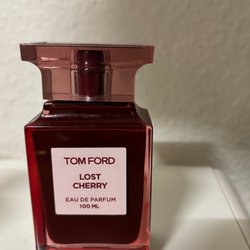 TOM FORD
LOST
CHERRY
EAU DE PARFUM
100 ML